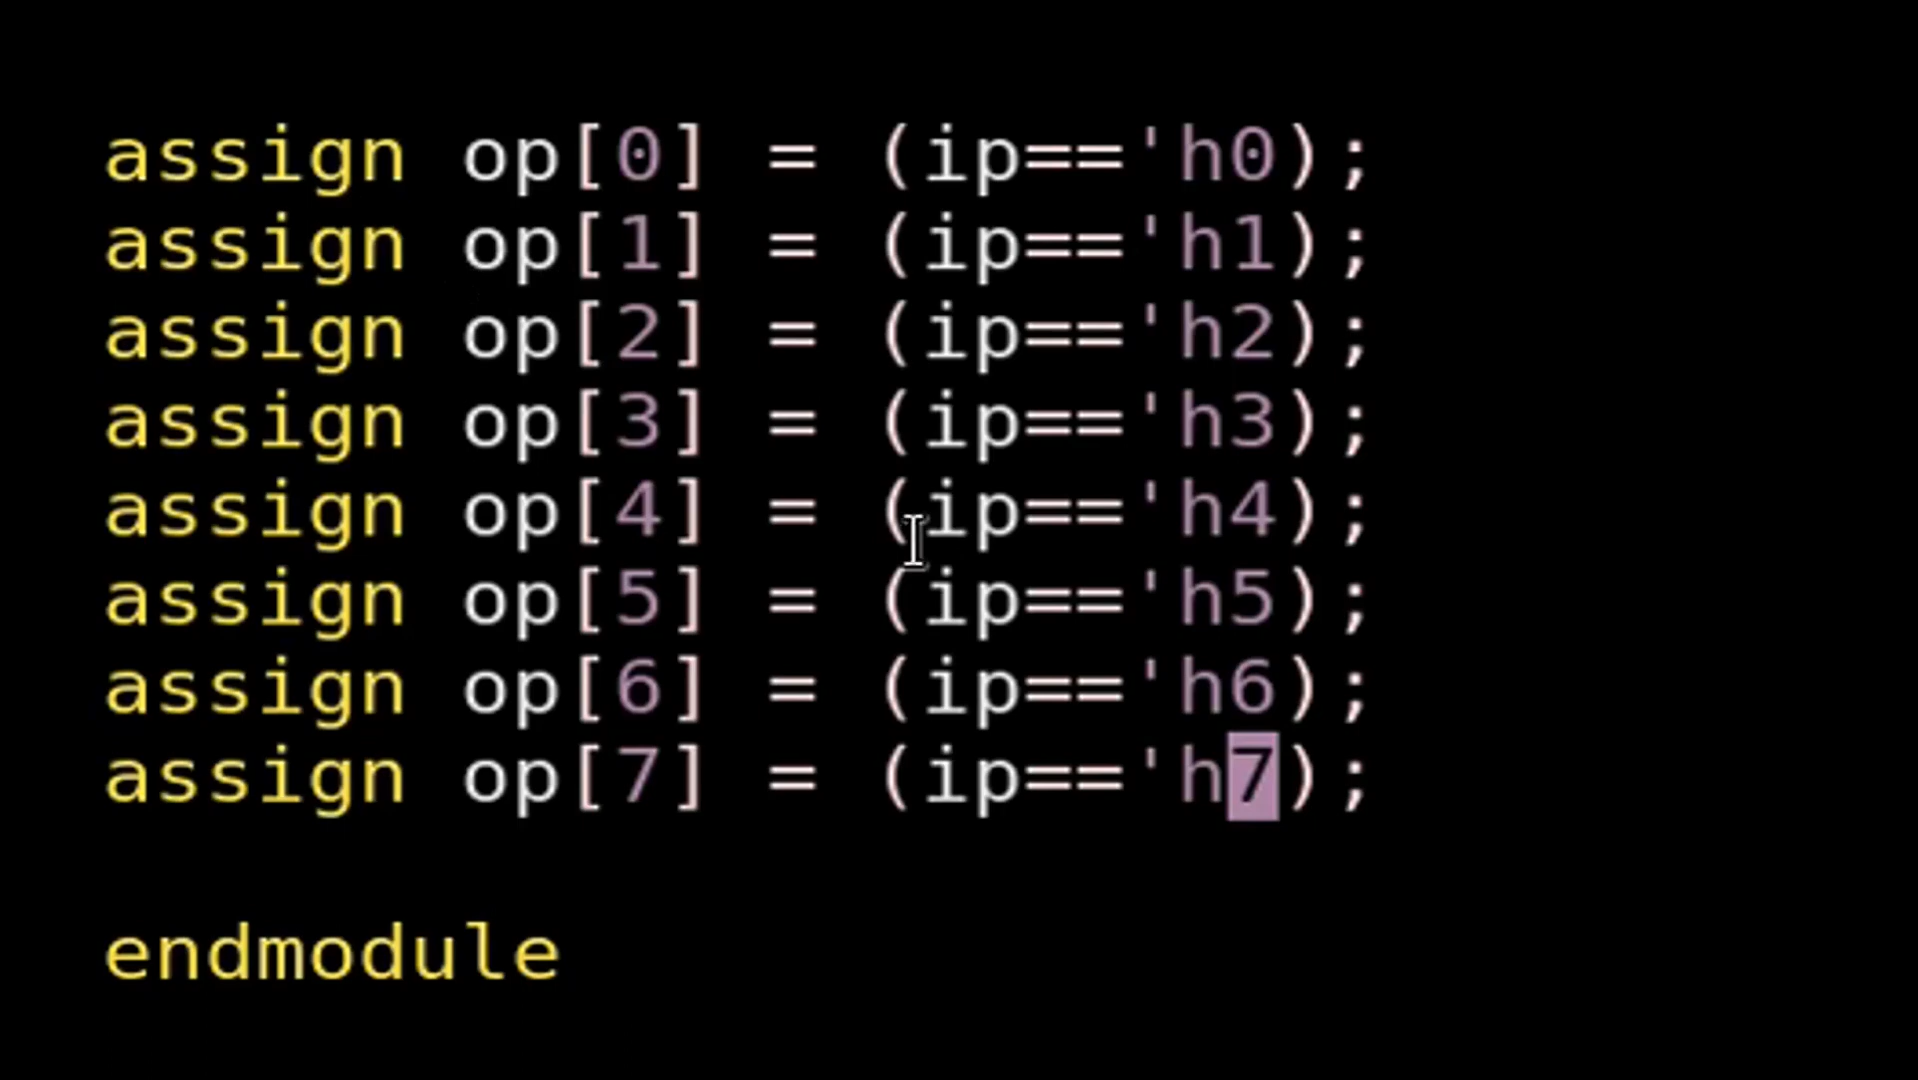 assign op[0] = (ip=='h0);
assign op[1] = (ip=='h1);
assign op[2] = (ip=='h2);
assign op[3] = (ip=='h3);
assign op[4] = (ip=='h4);
assign op[5] = (ip=='h5);
assign op[6] = (ip=='h6);
assign op[7] = (ip=='h7);
endmodule